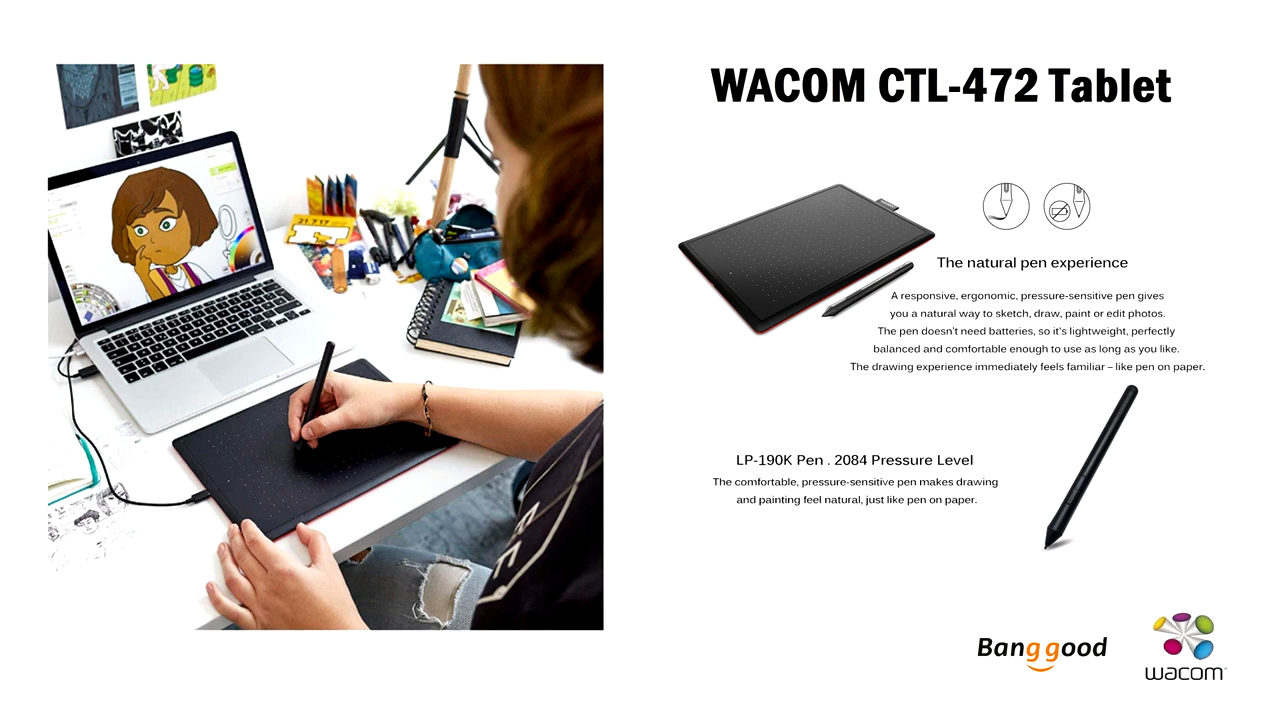 WACOM CTL-472 Tablet
The natural pen experience
A responsive, ergonomic, pressure-sensitive pen gives
you a natural way to sketch, draw, paint or edit photos.
The pen doesn't need batteries, so it's lightweight, perfectly
balanced and comfortable enough to use as long as you like.
The drawing experience immediately feels familiar – like pen on paper.
LP-190K Pen . 2084 Pressure Level
The comfortable, pressure-sensitive pen makes drawing
and painting feel natural, just like pen on paper.
Banggood
wacom